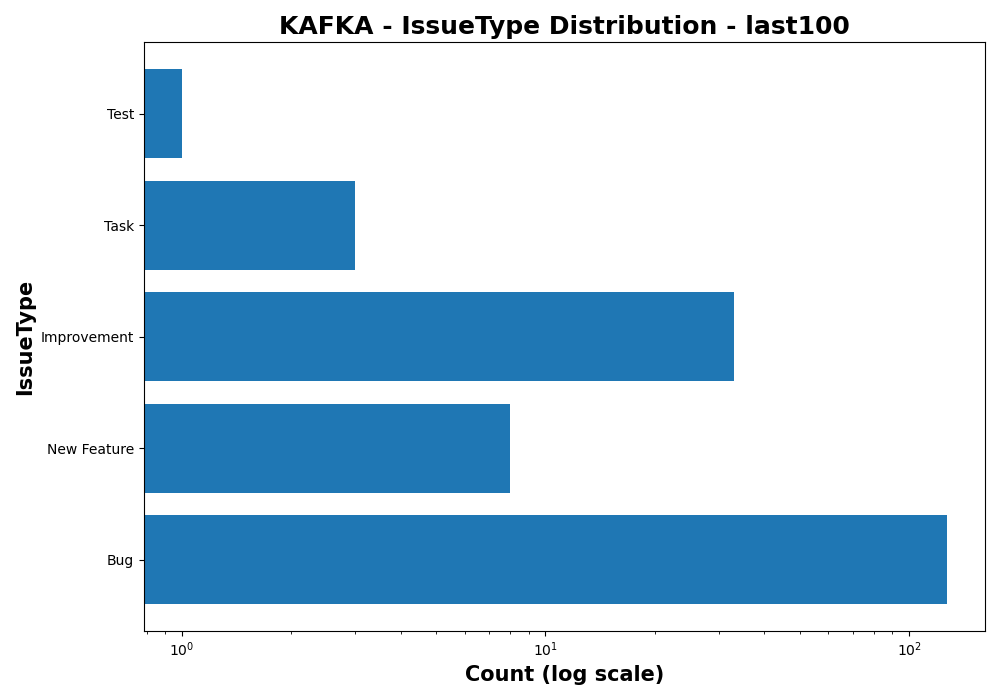 KAFKA - IssueType Distribution - last100
IssueType
Test
Task
Improvement
New Feature
Bug
10⁰
10¹
10²
Count (log scale)